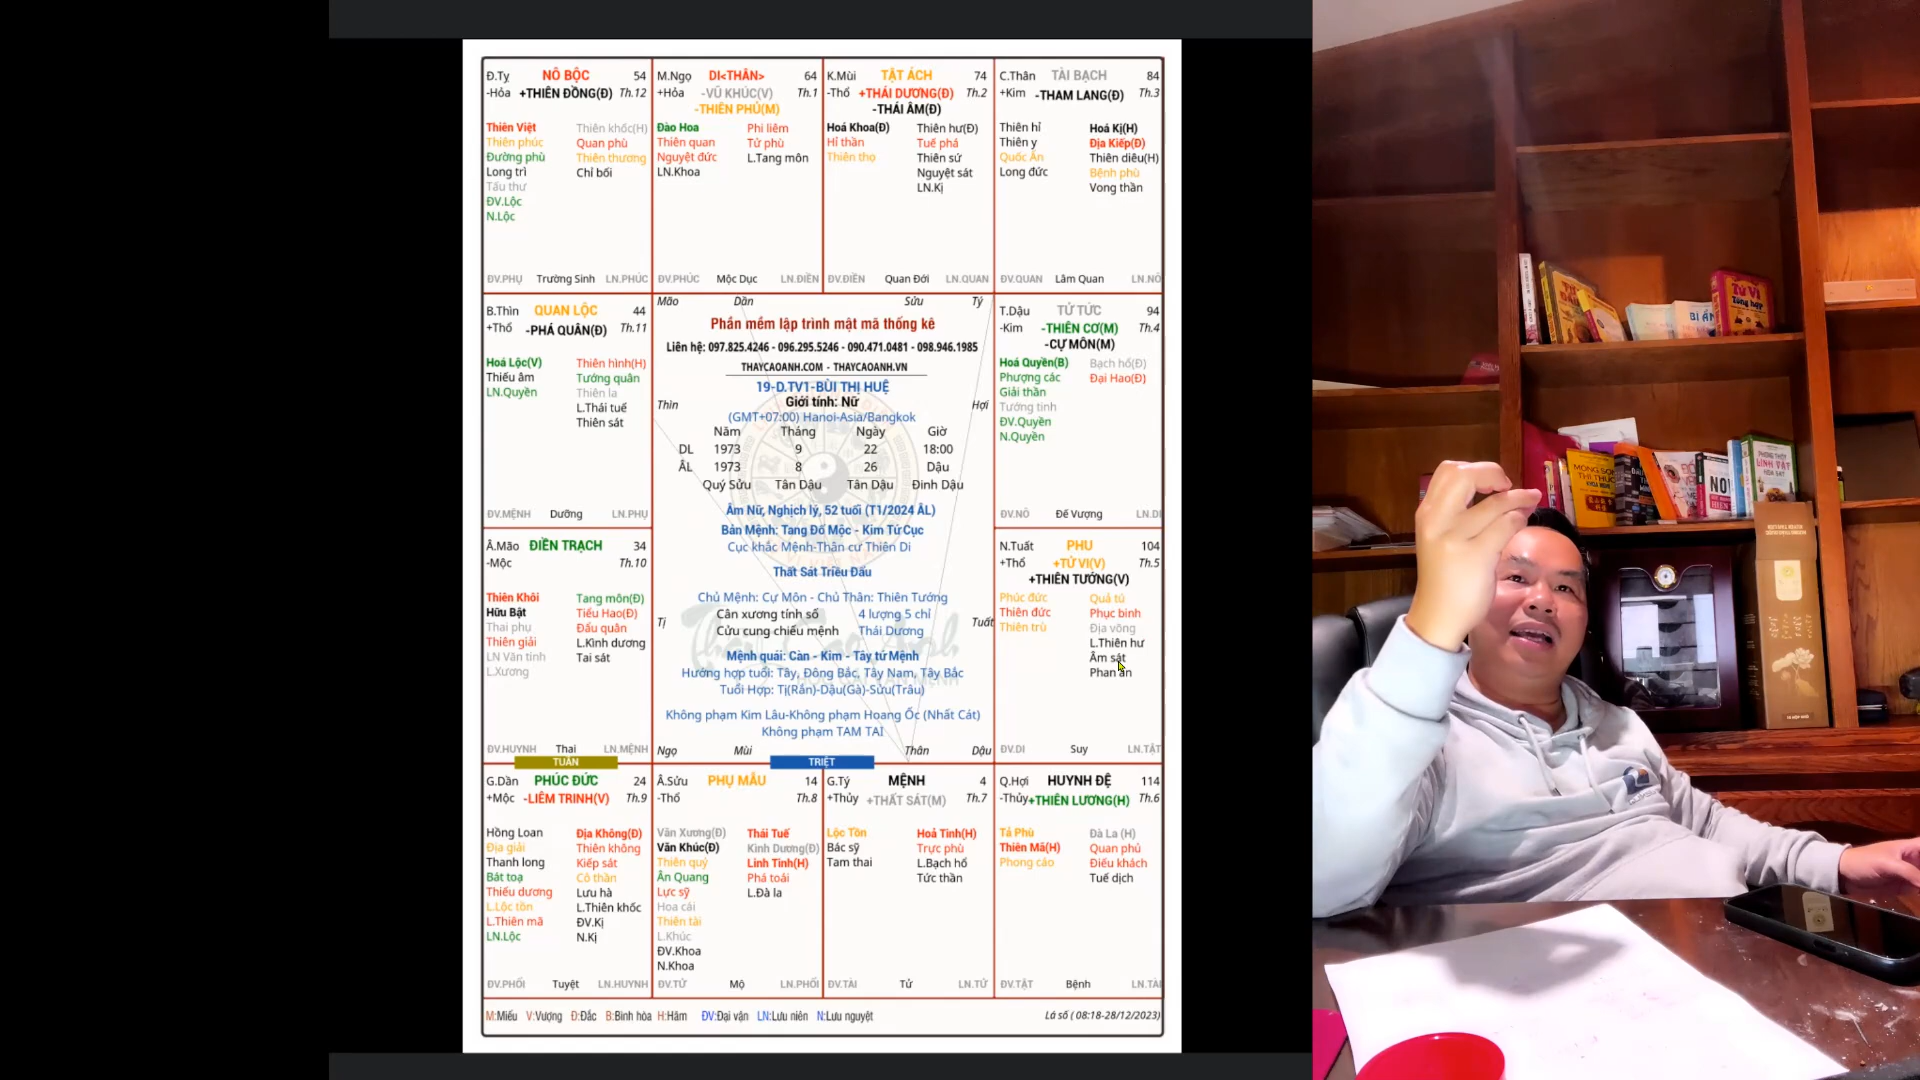 Đ.Tỵ NÔ BỘC 54
-Hỏa +THIÊN ĐỒNG(Đ) Th.12
Thiên Việt Thiên khốc(H)
Thiên phúc Quan phù
Đường phù Thiên thương
Long trì Chỉ bối
Tấu thư
ĐV.Lộc
N.Lộc
ĐV.PHỤ Trường Sinh LN.PHÚC
M.Ngọ DI<THÂN> 64
+Hỏa -VŨ KHÚC(V) Th.1
-THIÊN PHỦ(M)
Đào Hoa Phi liêm
Thiên quan Tử phù
Nguyệt đức L.Tang môn
LN.Khoa
ĐV.PHÚC Mộc Dục LN.ĐIỀN
K.Mùi TẬT ÁCH 74
-Thổ +THÁI DƯƠNG(Đ) Th.2
-THÁI ÂM(Đ)
Hoá Khoa(Đ) Thiên hư(Đ)
Hỉ thần Tuế phá
Thiên thọ Thiên sứ
Nguyệt sát
LN.Kị
ĐV.ĐIỀN Quan Đới LN.QUAN
C.Thân TÀI BẠCH 84
+Kim -THAM LANG(Đ) Th.3
Thiên hỉ Hoá Kị(H)
Thiên y Địa Kiếp(Đ)
Quốc Ấn Thiên diêu(H)
Long đức Bệnh phù
Vong thần
ĐV.QUAN Lâm Quan LN.NÔ
B.Thìn QUAN LỘC 44
+Thổ -PHÁ QUÂN(Đ) Th.11
Hoá Lộc(V) Thiên hình(H)
Thiếu âm Tướng quân
LN.Quyền Thiên la
L.Thái tuế
Thiên sát
ĐV.MỆNH Dưỡng LN.PHỤ
Mão Dần Sửu Tý
Phần mềm lập trình mật mã thống kê
Liên hệ: 097.825.4246 - 096.295.5246 - 090.471.0481 - 098.946.1985
THAYCAOANH.COM - THAYCAOANH.VN
19-D.TV1-BÙI THỊ HUỆ
Thìn Giới tính: Nữ Hợi
(GMT+07:00) Hanoi-Asia/Bangkok
Năm Tháng Ngày Giờ
DL 1973 9 22 18:00
ÂL 1973 8 26 Dậu
Quý Sửu Tân Dậu Tân Dậu Đinh Dậu
Âm Nữ, Nghịch lý, 52 tuổi (T1/2024 ÂL)
Bản Mệnh: Tang Đố Mộc - Kim Tứ Cục
Cục khắc Mệnh-Thân cư Thiên Di
Thất Sát Triều Đẩu
Chủ Mệnh: Cự Môn - Chủ Thân: Thiên Tướng
Cân xương tính số 4 lượng 5 chỉ
Tị Cửu cung chiếu mệnh Thái Dương Tuất
Thầy Cao Anh
Mệnh quái: Càn - Kim - Tây tứ Mệnh
Hướng hợp tuổi: Tây, Đông Bắc, Tây Nam, Tây Bắc
Tuổi Hợp: Tị(Rắn)-Dậu(Gà)-Sửu(Trâu)
Không phạm Kim Lâu-Không phạm Hoang Ốc (Nhất Cát)
Không phạm TAM TAI
Ngọ Mùi Thân Dậu
T.Dậu TỬ TỨC 94
-Kim -THIÊN CƠ(M) Th.4
-CỰ MÔN(M)
Hoá Quyền(B) Bạch hổ(Đ)
Phượng các Đại Hao(Đ)
Giải thần
Tướng tinh
ĐV.Quyền
N.Quyền
ĐV.NÔ Đế Vượng LN.DI
Â.Mão ĐIỀN TRẠCH 34
-Mộc Th.10
Thiên Khôi Tang môn(Đ)
Hữu Bật Tiểu Hao(Đ)
Thai phụ Đẩu quân
Thiên giải L.Kình dương
LN Văn tinh Tai sát
L.Xương
ĐV.HUYNH Thai LN.MỆNH
N.Tuất PHU 104
+Thổ +TỬ VI(V) Th.5
+THIÊN TƯỚNG(V)
Phúc đức Quả tú
Thiên đức Phục binh
Thiên trù Địa võng
L.Thiên hư
Âm sát
Phan án
ĐV.DI Suy LN.TẬT
TUẦN TRIỆT
G.Dần PHÚC ĐỨC 24
+Mộc -LIÊM TRINH(V) Th.9
Hồng Loan Địa Không(Đ)
Địa giải Thiên không
Thanh long Kiếp sát
Bát toạ Cô thần
Thiếu dương Lưu hà
L.Lộc tồn L.Thiên khốc
L.Thiên mã ĐV.Kị
LN.Lộc N.Kị
ĐV.PHỐI Tuyệt LN.HUYNH
Â.Sửu PHỤ MẪU 14
-Thổ Th.8
Văn Xương(Đ) Thái Tuế
Văn Khúc(Đ) Kình Dương(Đ)
Thiên quý Linh Tinh(H)
Ân Quang Phá toái
Lực sỹ L.Đà la
Hoa cái
Thiên tài
L.Khúc
ĐV.Khoa
N.Khoa
ĐV.TỬ Mộ LN.PHỐI
G.Tý MỆNH 4
+Thủy +THẤT SÁT(M) Th.7
Lộc Tồn Hoả Tinh(H)
Bác sỹ Trực phù
Tam thai L.Bạch hổ
Tức thần
ĐV.TÀI Tử LN.TỬ
Q.Hợi HUYNH ĐỆ 114
-Thủy +THIÊN LƯƠNG(H) Th.6
Tả Phù Đà La (H)
Thiên Mã(H) Quan phủ
Phong cáo Điếu khách
Tuế dịch
ĐV.TẬT Bệnh LN.TÀI
M:Miếu V:Vượng Đ:Đắc B:Bình hòa H:Hãm ĐV:Đại vận LN:Lưu niên N:Lưu nguyệt
Lá số ( 08:18-28/12/2023)
Tử Vi
Tổng hợp
BÍ ẨN